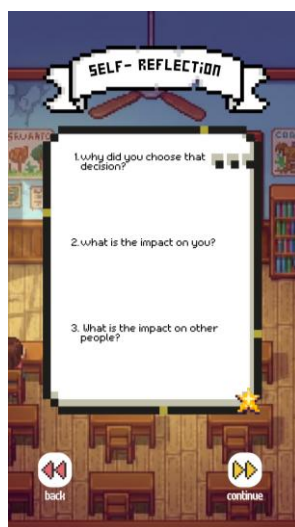 SELF- REFLECTION
1. why did you choose that
decision?
2. what is the impact on you?
3. What is the impact on other
people?
back
continue